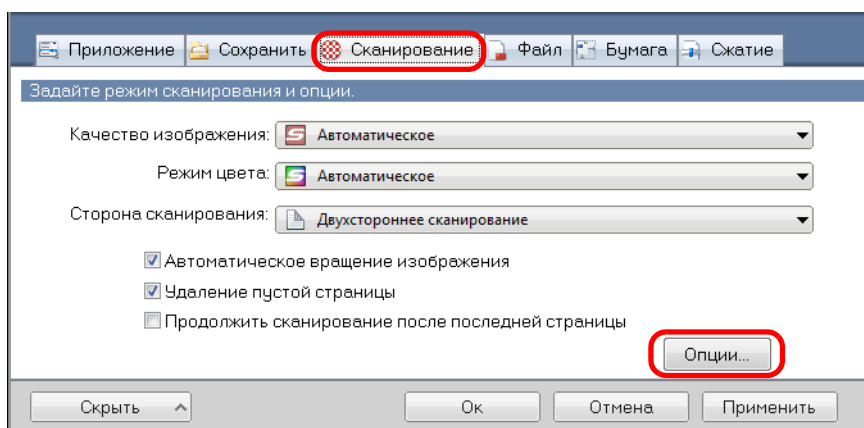 Приложение Сохранить Сканирование Файл Бумага Сжатие
Задайте режим сканирования и опции.
Качество изображения: Автоматическое
Режим цвета: Автоматическое
Сторона сканирования: Двухстороннее сканирование
Автоматическое вращение изображения
Удаление пустой страницы
Продолжить сканирование после последней страницы
Опции...
Скрыть Ок Отмена Применить